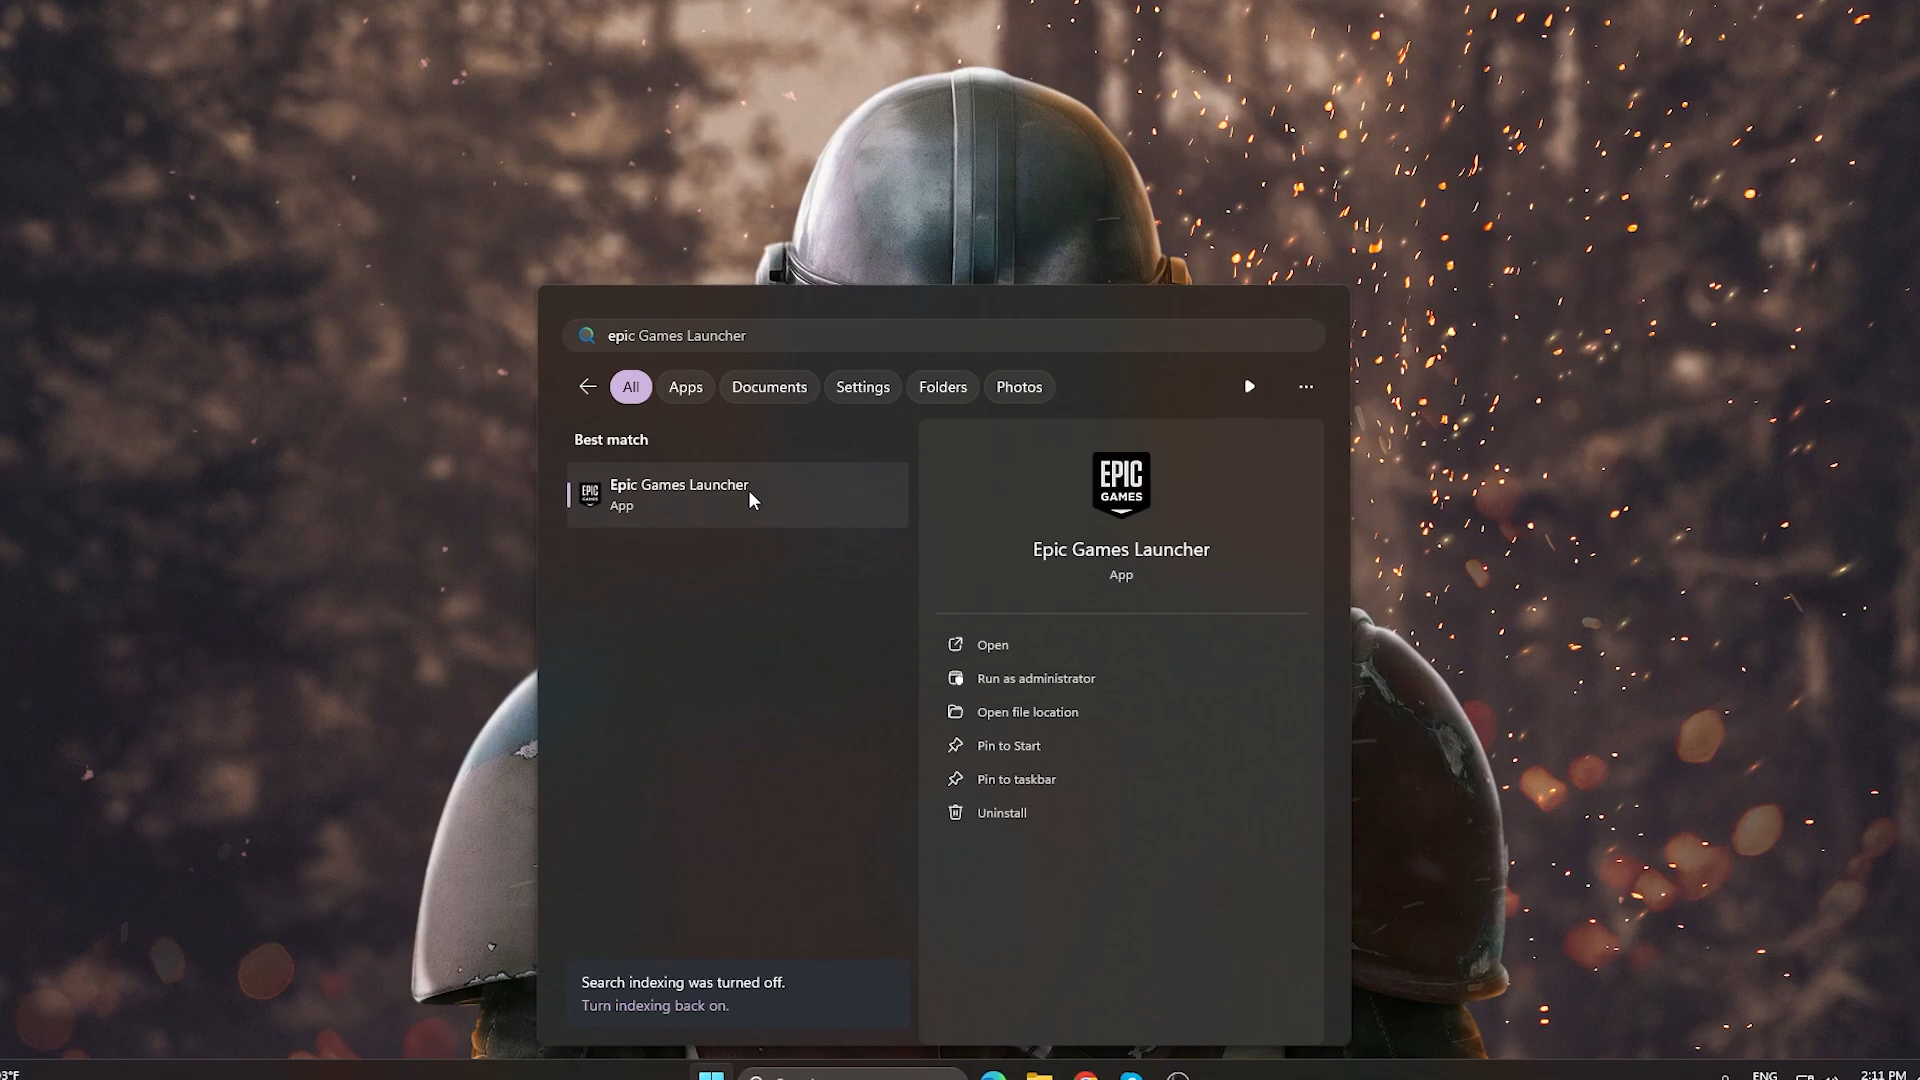 epic Games Launcher
All Apps Documents Settings Folders Photos
Best match
Epic Games Launcher
App
EPIC
GAMES
EPIC
GAMES
Epic Games Launcher
App
Open
Run as administrator
Open file location
Pin to Start
Pin to taskbar
Uninstall
Search indexing was turned off.
Turn indexing back on.
ENG
2:11 PM